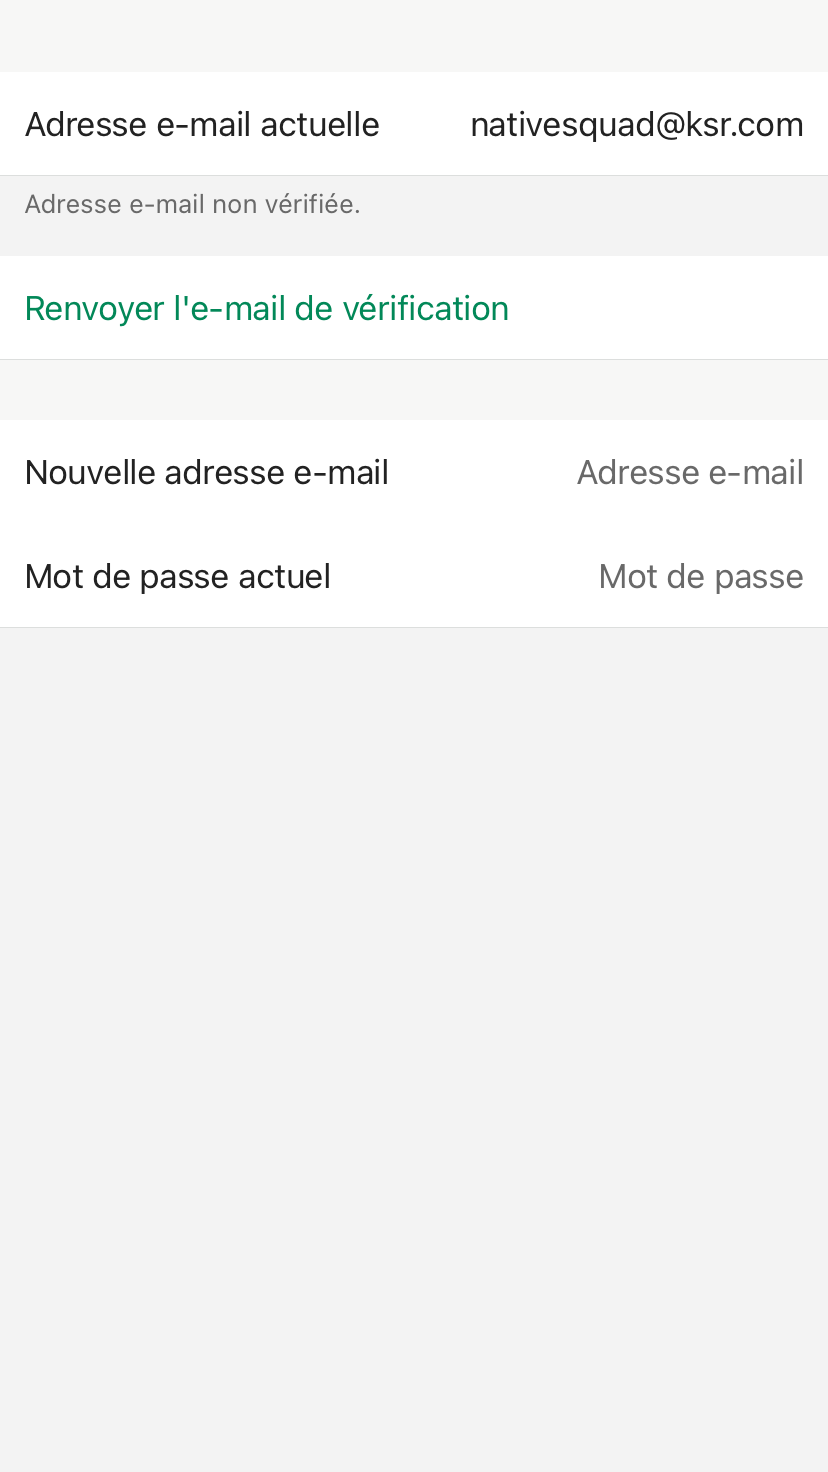 Adresse e-mail actuelle nativesquad@ksr.com
Adresse e-mail non vérifiée.
Renvoyer l'e-mail de vérification
Nouvelle adresse e-mail Adresse e-mail
Mot de passe actuel Mot de passe